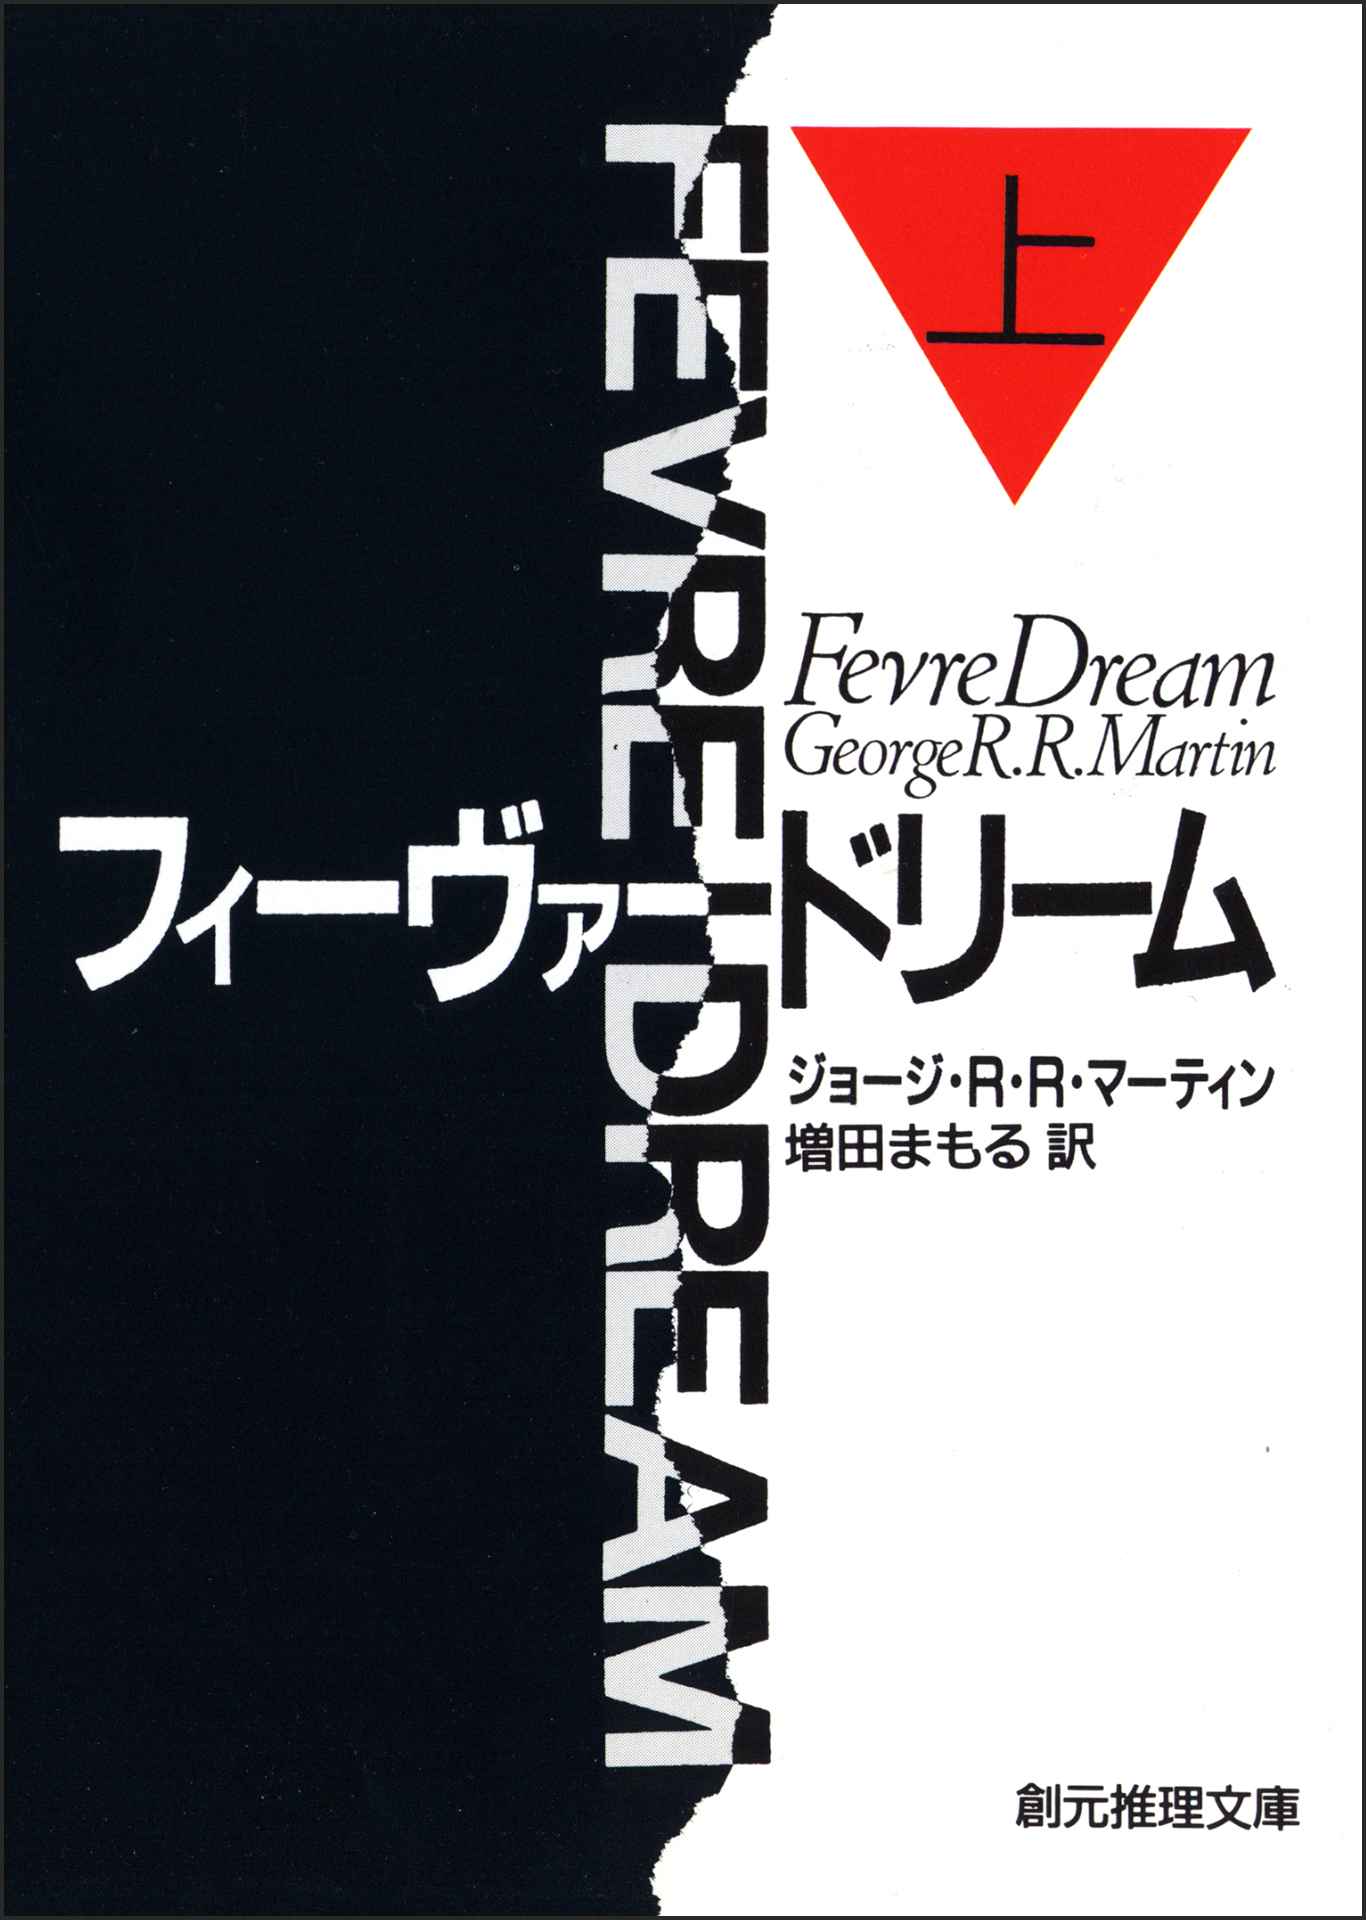 上
FEVRE DREAM
Fevre Dream
George R.R. Martin
フィーヴァードリーム
ジョージ・R・R・マーティン
増田まもる 訳
創元推理文庫